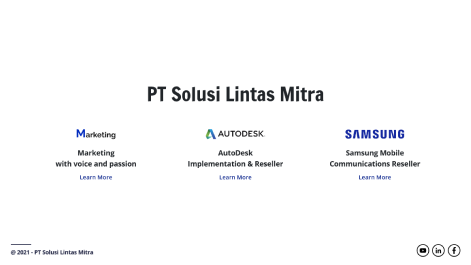 PT Solusi Lintas Mitra
Marketing
AUTODESK.
SAMSUNG
Marketing
with voice and passion
AutoDesk
Implementation & Reseller
Samsung Mobile
Communications Reseller
Learn More
Learn More
Learn More
@ 2021 - PT Solusi Lintas Mitra